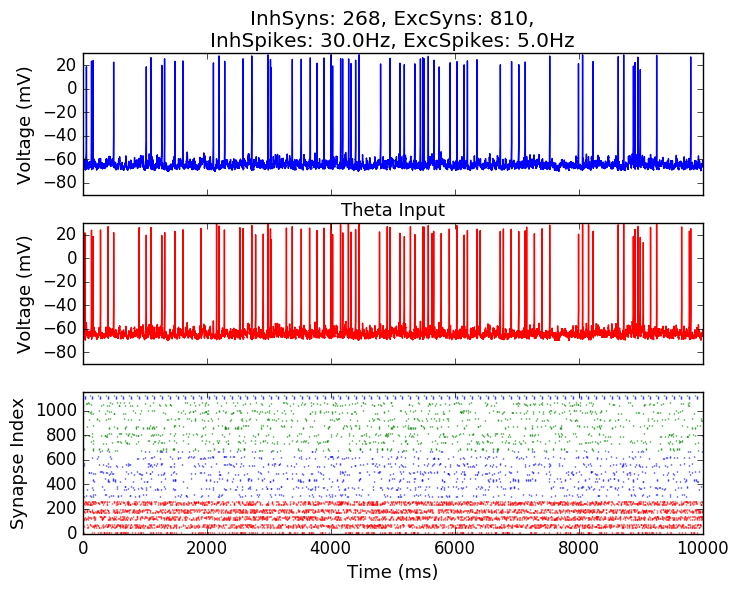 InhSyns: 268, ExcSyns: 810,
InhSpikes: 30.0Hz, ExcSpikes: 5.0Hz
20
0
−20
−40
−60
−80
Voltage (mV)
Theta Input
20
0
−20
−40
−60
−80
Voltage (mV)
1000
800
600
400
200
0
Synapse Index
0 2000 4000 6000 8000 10000
Time (ms)